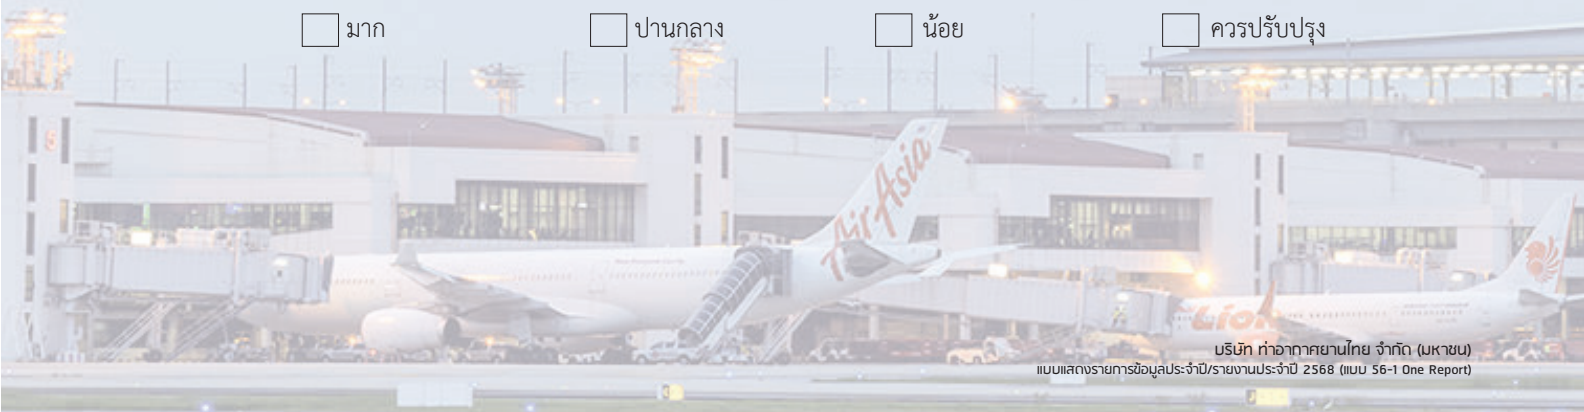 มาก ปานกลาง น้อย ควรปรับปรุง
5
AirAsia
Lion
บริษัท ท่าอากาศยานไทย จำกัด (มหาชน)
แบบแสดงรายการข้อมูลประจำปี/รายงานประจำปี 2568 (แบบ 56-1 One Report)